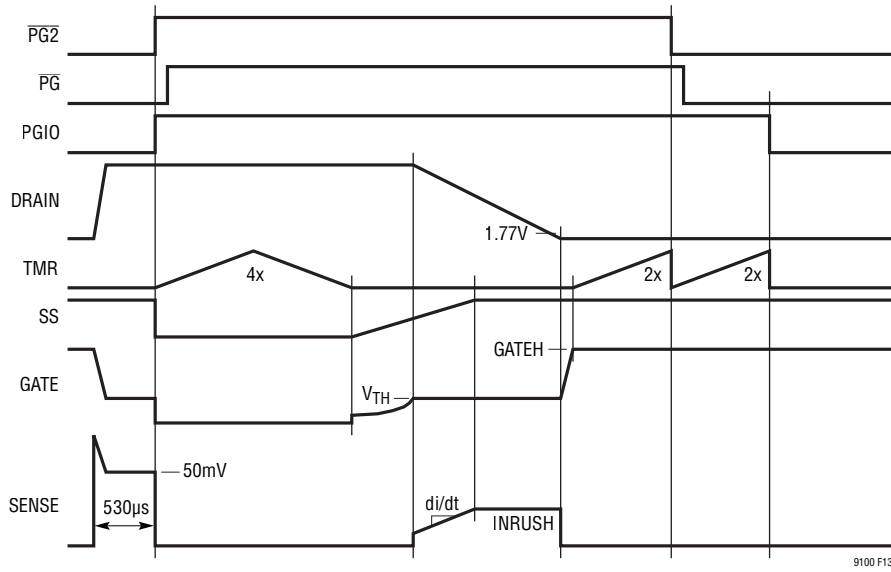 PG2
PG
PGIO
DRAIN
1.77V
TMR
4x
2x
2x
SS
GATEH
GATE
VTH
50mV
SENSE
530µs
di/dt
INRUSH
9100 F13